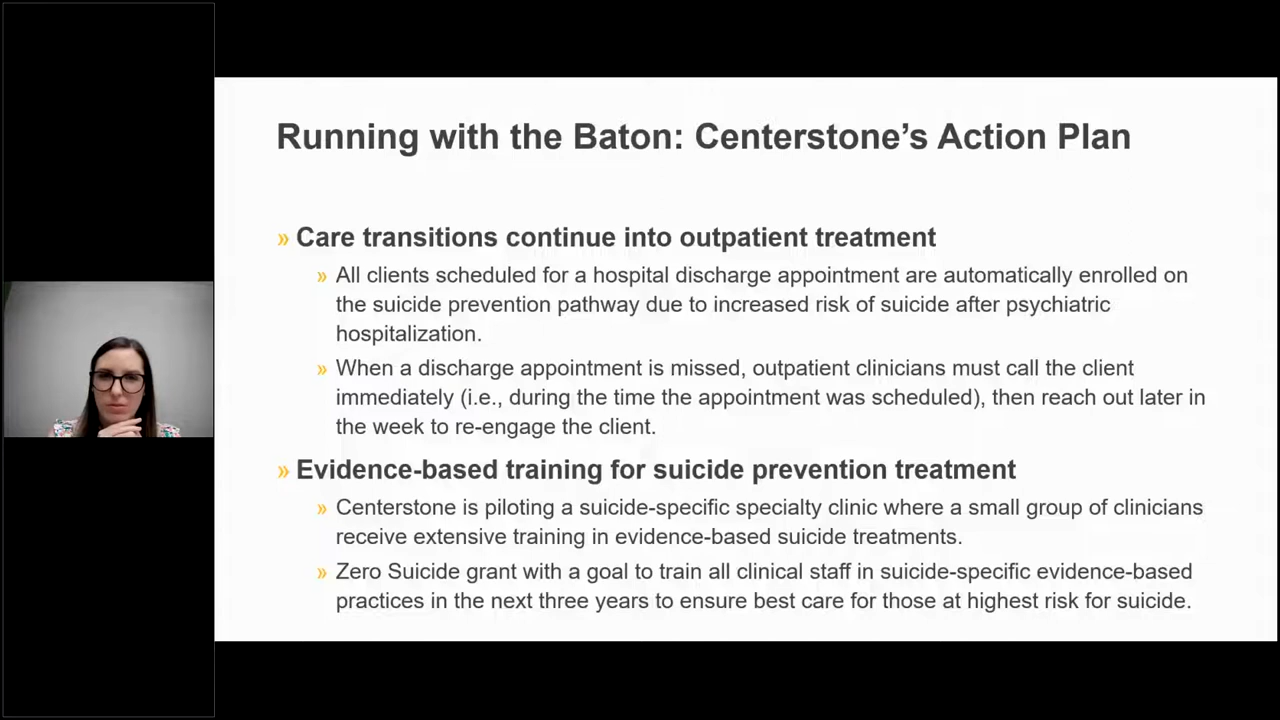 Running with the Baton: Centerstone’s Action Plan
» Care transitions continue into outpatient treatment
» All clients scheduled for a hospital discharge appointment are automatically enrolled on
the suicide prevention pathway due to increased risk of suicide after psychiatric
hospitalization.
» When a discharge appointment is missed, outpatient clinicians must call the client
immediately (i.e., during the time the appointment was scheduled), then reach out later in
the week to re-engage the client.
» Evidence-based training for suicide prevention treatment
» Centerstone is piloting a suicide-specific specialty clinic where a small group of clinicians
receive extensive training in evidence-based suicide treatments.
» Zero Suicide grant with a goal to train all clinical staff in suicide-specific evidence-based
practices in the next three years to ensure best care for those at highest risk for suicide.